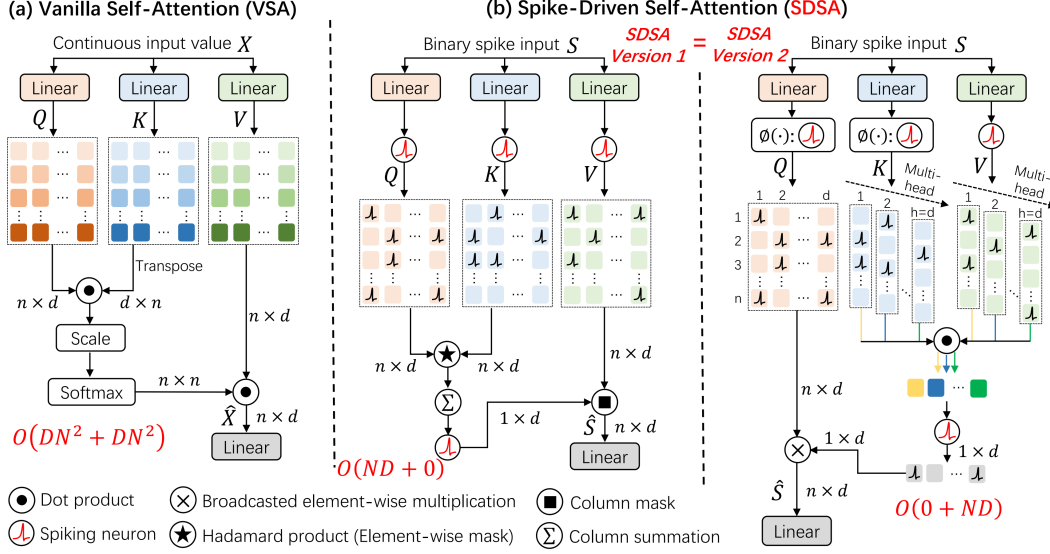 (a) Vanilla Self-Attention (VSA)
Continuous input value X
Linear Linear Linear
Q K V
... ... ...
Transpose
n × d d × n
n × d
Scale
Softmax
n × n
X̂ n × d
O(DN² + DN²)
Linear
(b) Spike-Driven Self-Attention (SDSA)
SDSA Version 1 = SDSA Version 2
Binary spike input S
Linear Linear Linear
Q K V
... ... ...
n × d n × d
n × d
Σ
1 × d
Ŝ n × d
O(ND + 0)
Linear
Binary spike input S
Linear Linear Linear
∅(·): ∅(·):
Q K V
Multi-head Multi-head
1 2 ... d
1 2 h=d
1 2 h=d
1
2
3
n
n × d
...
1 × d
1 × d
...
Ŝ n × d
O(0 + ND)
Linear
Dot product
Broadcasted element-wise multiplication
Column mask
Spiking neuron
Hadamard product (Element-wise mask)
Σ Column summation